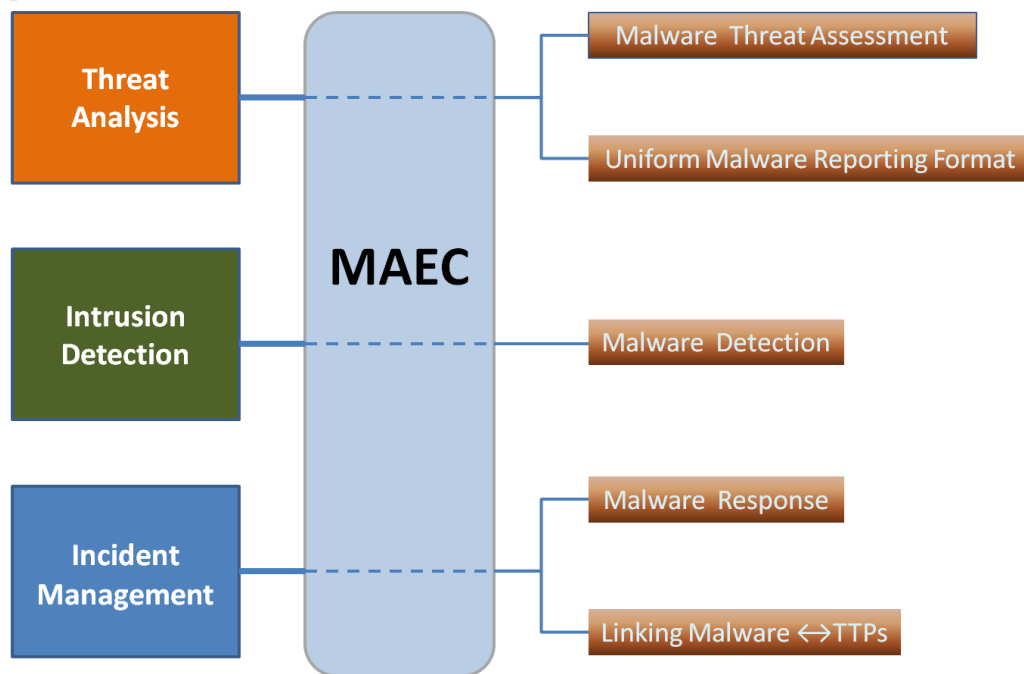 Threat
Analysis
Malware Threat Assessment
Uniform Malware Reporting Format
MAEC
Intrusion
Detection
Malware Detection
Incident
Management
Malware Response
Linking Malware ↔TTPs